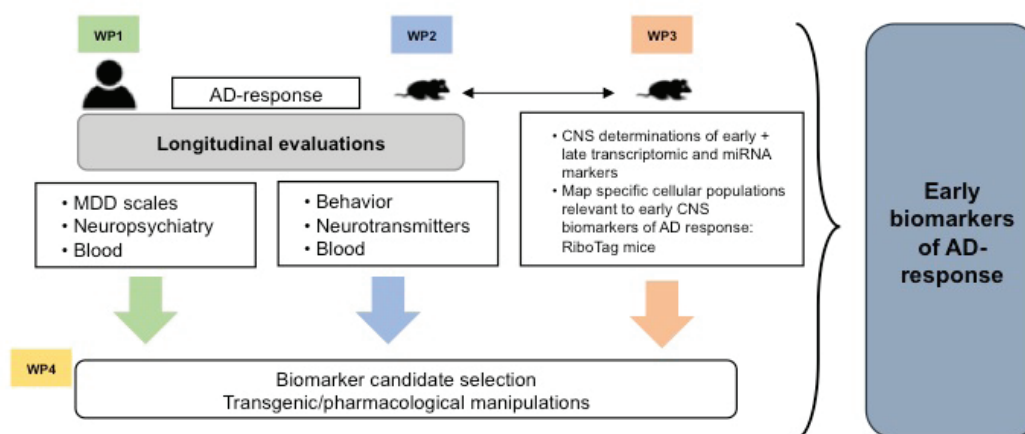 WP1
WP2
WP3
AD-response
Longitudinal evaluations
• MDD scales
• Neuropsychiatry
• Blood
• Behavior
• Neurotransmitters
• Blood
• CNS determinations of early +
late transcriptomic and miRNA
markers
• Map specific cellular populations
relevant to early CNS
biomarkers of AD response:
RiboTag mice
WP4
Biomarker candidate selection
Transgenic/pharmacological manipulations
Early
biomarkers
of AD-
response